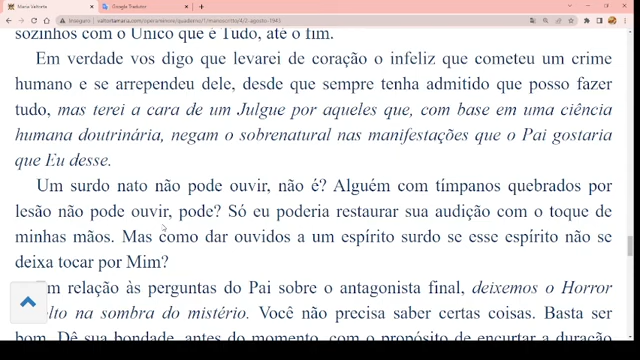 Maria Valtorta
Google Tradutor
Inseguro | valtortamaria.com/operaminore/quaderno/1/manoscritto/4/2-agosto-1943
sozinhos com o Único que é Tudo, até o fim.
Em verdade vos digo que levarei de coração o infeliz que cometeu um crime
humano e se arrependeu dele, desde que sempre tenha admitido que posso fazer
tudo, mas terei a cara de um Julgue por aqueles que, com base em uma ciência
humana doutrinária, negam o sobrenatural nas manifestações que o Pai gostaria
que Eu desse.
Um surdo nato não pode ouvir, não é? Alguém com tímpanos quebrados por
lesão não pode ouvir, pode? Só eu poderia restaurar sua audição com o toque de
minhas mãos. Mas como dar ouvidos a um espírito surdo se esse espírito não se
deixa tocar por Mim?
Em relação às perguntas do Pai sobre o antagonista final, deixemos o Horror
na sombra do mistério. Você não precisa saber certas coisas. Basta ser
bom. Dê sua bondade, antes do momento, com o propósito de encurtar a duração